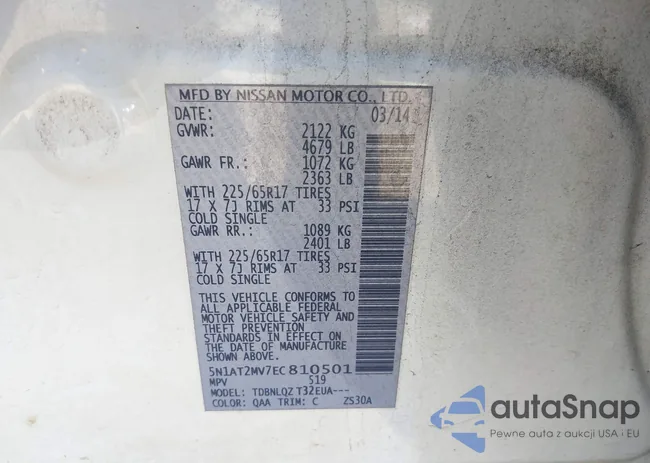 MFD BY NISSAN MOTOR CO., LTD.
DATE: 03/14
GVWR: 2122 KG
4679 LB
GAWR FR.: 1072 KG
2363 LB
WITH 225/65R17 TIRES
17 X 7J RIMS AT 33 PSI
COLD SINGLE
GAWR RR.: 1089 KG
2401 LB
WITH 225/65R17 TIRES
17 X 7J RIMS AT 33 PSI
COLD SINGLE
THIS VEHICLE CONFORMS TO
ALL APPLICABLE FEDERAL
MOTOR VEHICLE SAFETY AND
THEFT PREVENTION
STANDARDS IN EFFECT ON
THE DATE OF MANUFACTURE
SHOWN ABOVE.
5N1AT2MV7EC 810501
MPV 519
MODEL: TDBNLQZ T32EUA---
COLOR: QAA TRIM: C ZS30A
autoSnap
Pewne auta z aukcji USA i EU